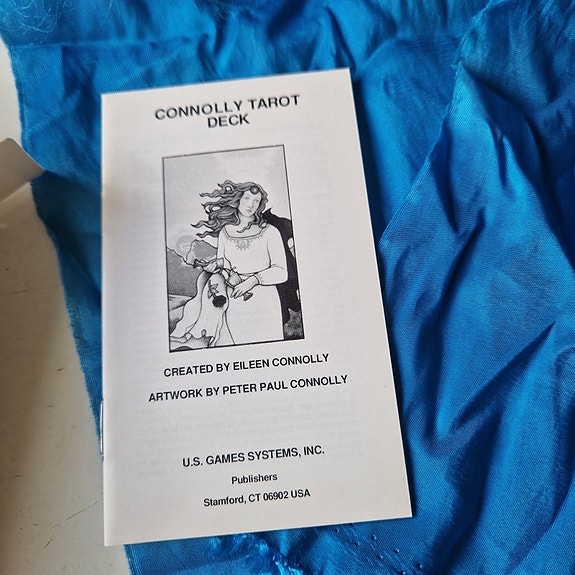 CONNOLLY TAROT
DECK
CREATED BY EILEEN CONNOLLY
ARTWORK BY PETER PAUL CONNOLLY
U.S. GAMES SYSTEMS, INC.
Publishers
Stamford, CT 06902 USA